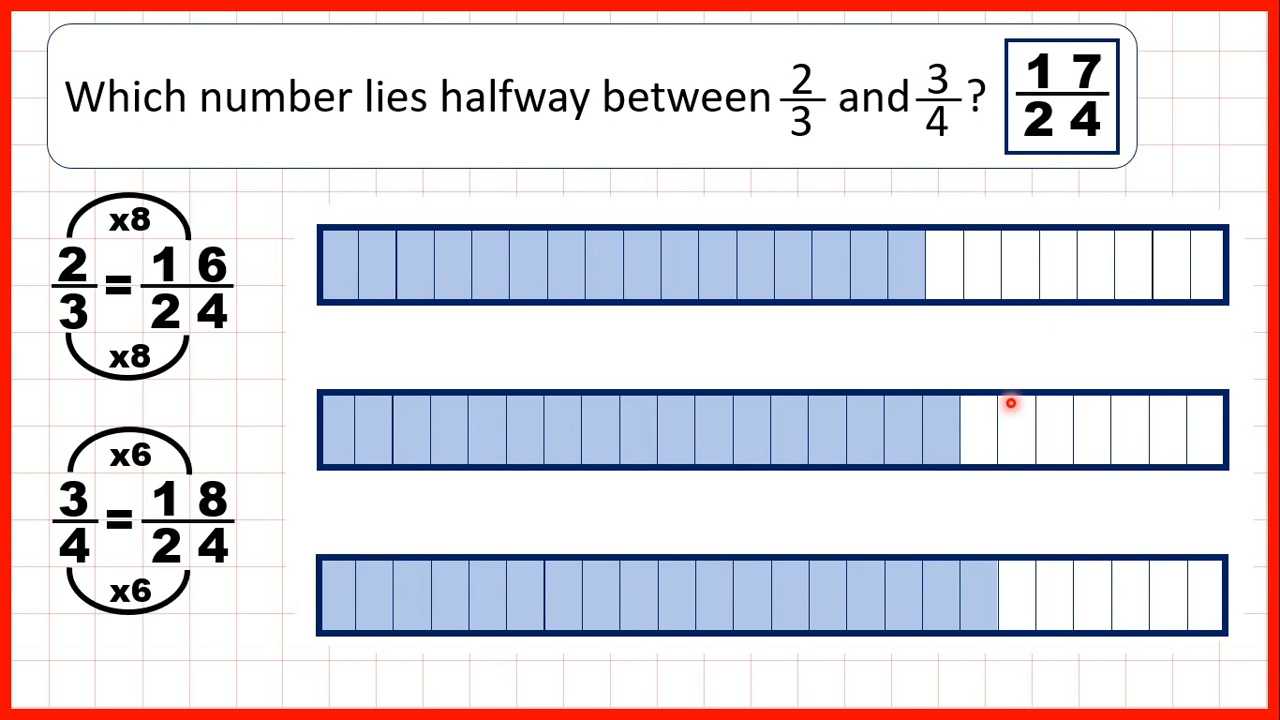 Which number lies halfway between 2/3 and 3/4? 17/24
x8
2/3 = 16/24
x8
x6
3/4 = 18/24
x6